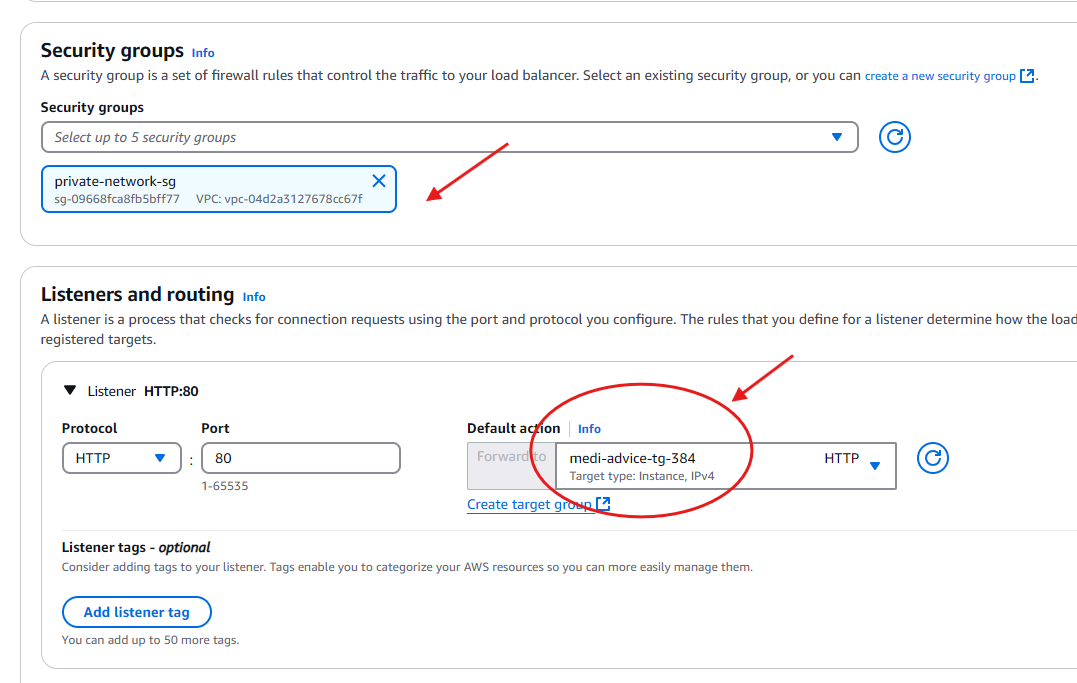 Security groups Info
A security group is a set of firewall rules that control the traffic to your load balancer. Select an existing security group, or you can create a new security group.
Security groups
Select up to 5 security groups
private-network-sg
sg-09668fca8fb5bff77 VPC: vpc-04d2a3127678cc67f
Listeners and routing Info
A listener is a process that checks for connection requests using the port and protocol you configure. The rules that you define for a listener determine how the load
registered targets.
Listener HTTP:80
Protocol Port Default action Info
HTTP : 80 Forward to medi-advice-tg-384 HTTP
Target type: Instance, IPv4
1-65535
Create target group
Listener tags - optional
Consider adding tags to your listener. Tags enable you to categorize your AWS resources so you can more easily manage them.
Add listener tag
You can add up to 50 more tags.